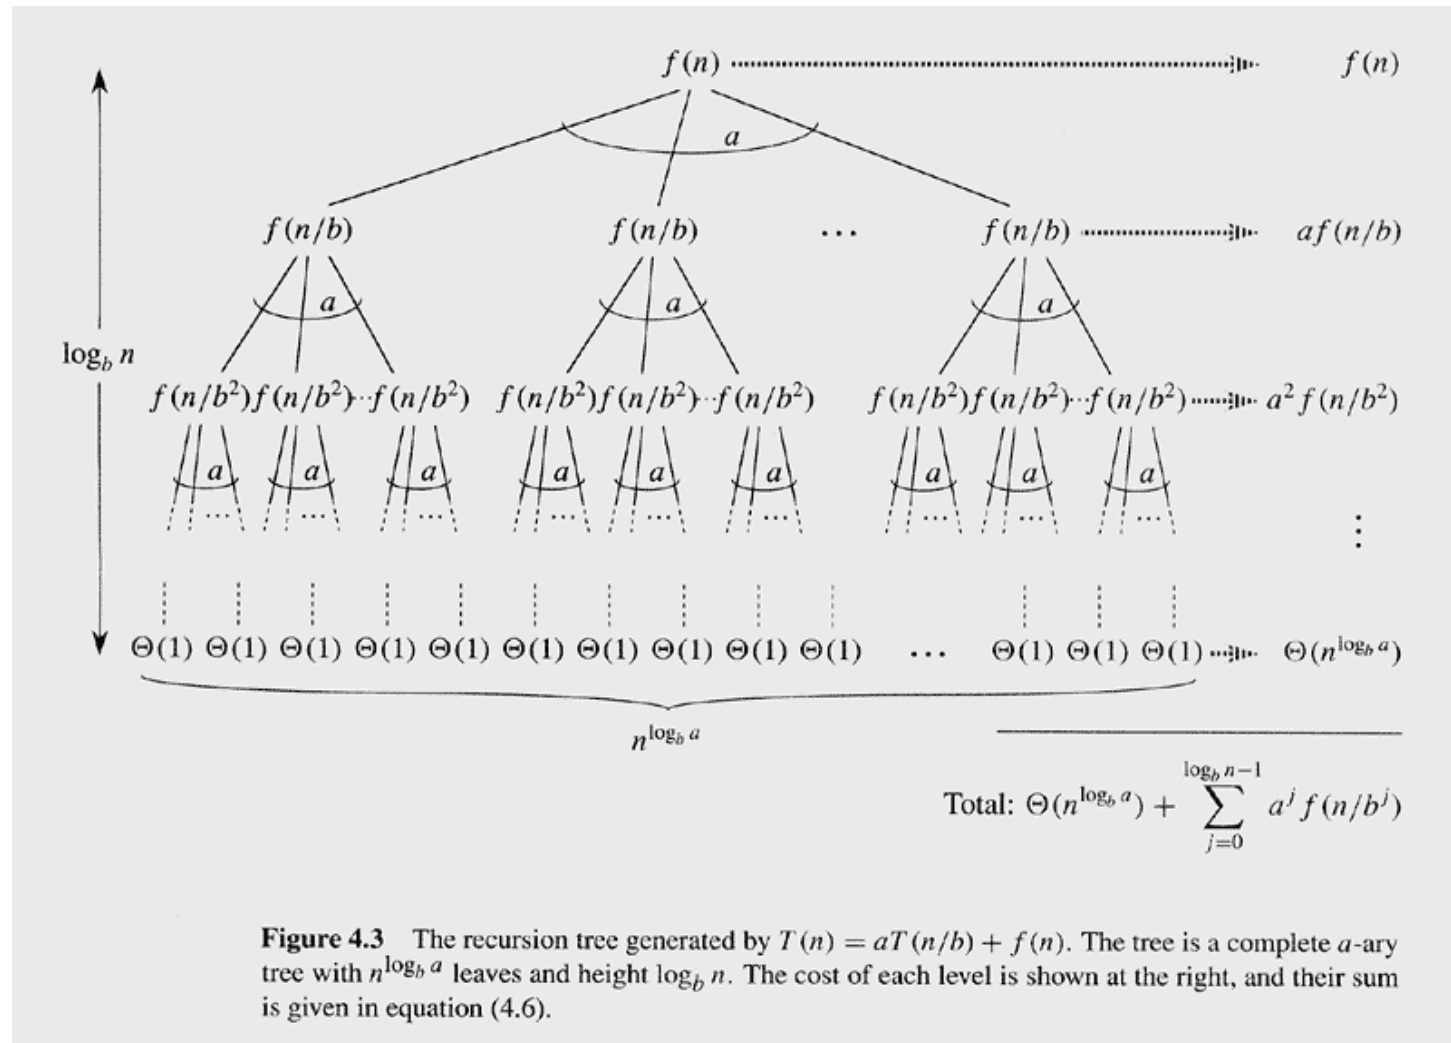 f(n) f(n)
a
f(n/b) f(n/b) ··· f(n/b) af(n/b)
a a a
log_b n
f(n/b²) f(n/b²) ··· f(n/b²) f(n/b²) f(n/b²) ··· f(n/b²) f(n/b²) f(n/b²) ··· f(n/b²) a² f(n/b²)
a a a a a a a a a
··· ··· ··· ··· ··· ··· ··· ··· ··· ⋮
Θ(1) Θ(1) Θ(1) Θ(1) Θ(1) Θ(1) Θ(1) Θ(1) Θ(1) Θ(1) ··· Θ(1) Θ(1) Θ(1) Θ(n^{log_b a})
n^{log_b a}
Total: Θ(n^{log_b a}) + ∑_{j=0}^{log_b n−1} a^j f(n/b^j)
Figure 4.3 The recursion tree generated by T(n) = aT(n/b) + f(n). The tree is a complete a-ary
tree with n^{log_b a} leaves and height log_b n. The cost of each level is shown at the right, and their sum
is given in equation (4.6).